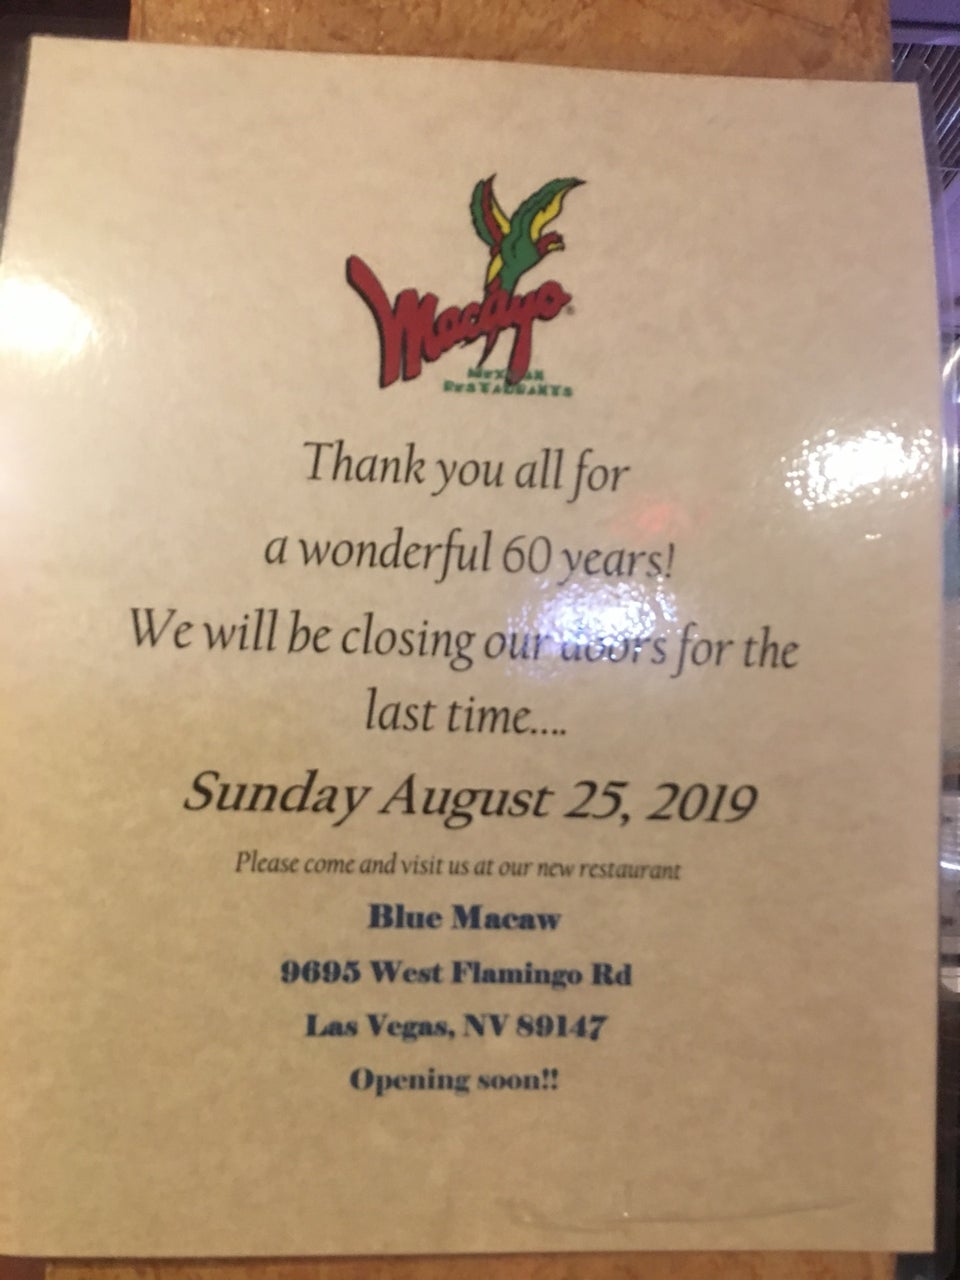 Macayo®
MEXICAN
RESTAURANTS
Thank you all for
a wonderful 60 years!
We will be closing our doors for the
last time....
Sunday August 25, 2019
Please come and visit us at our new restaurant
Blue Macaw
9695 West Flamingo Rd
Las Vegas, NV 89147
Opening soon!!